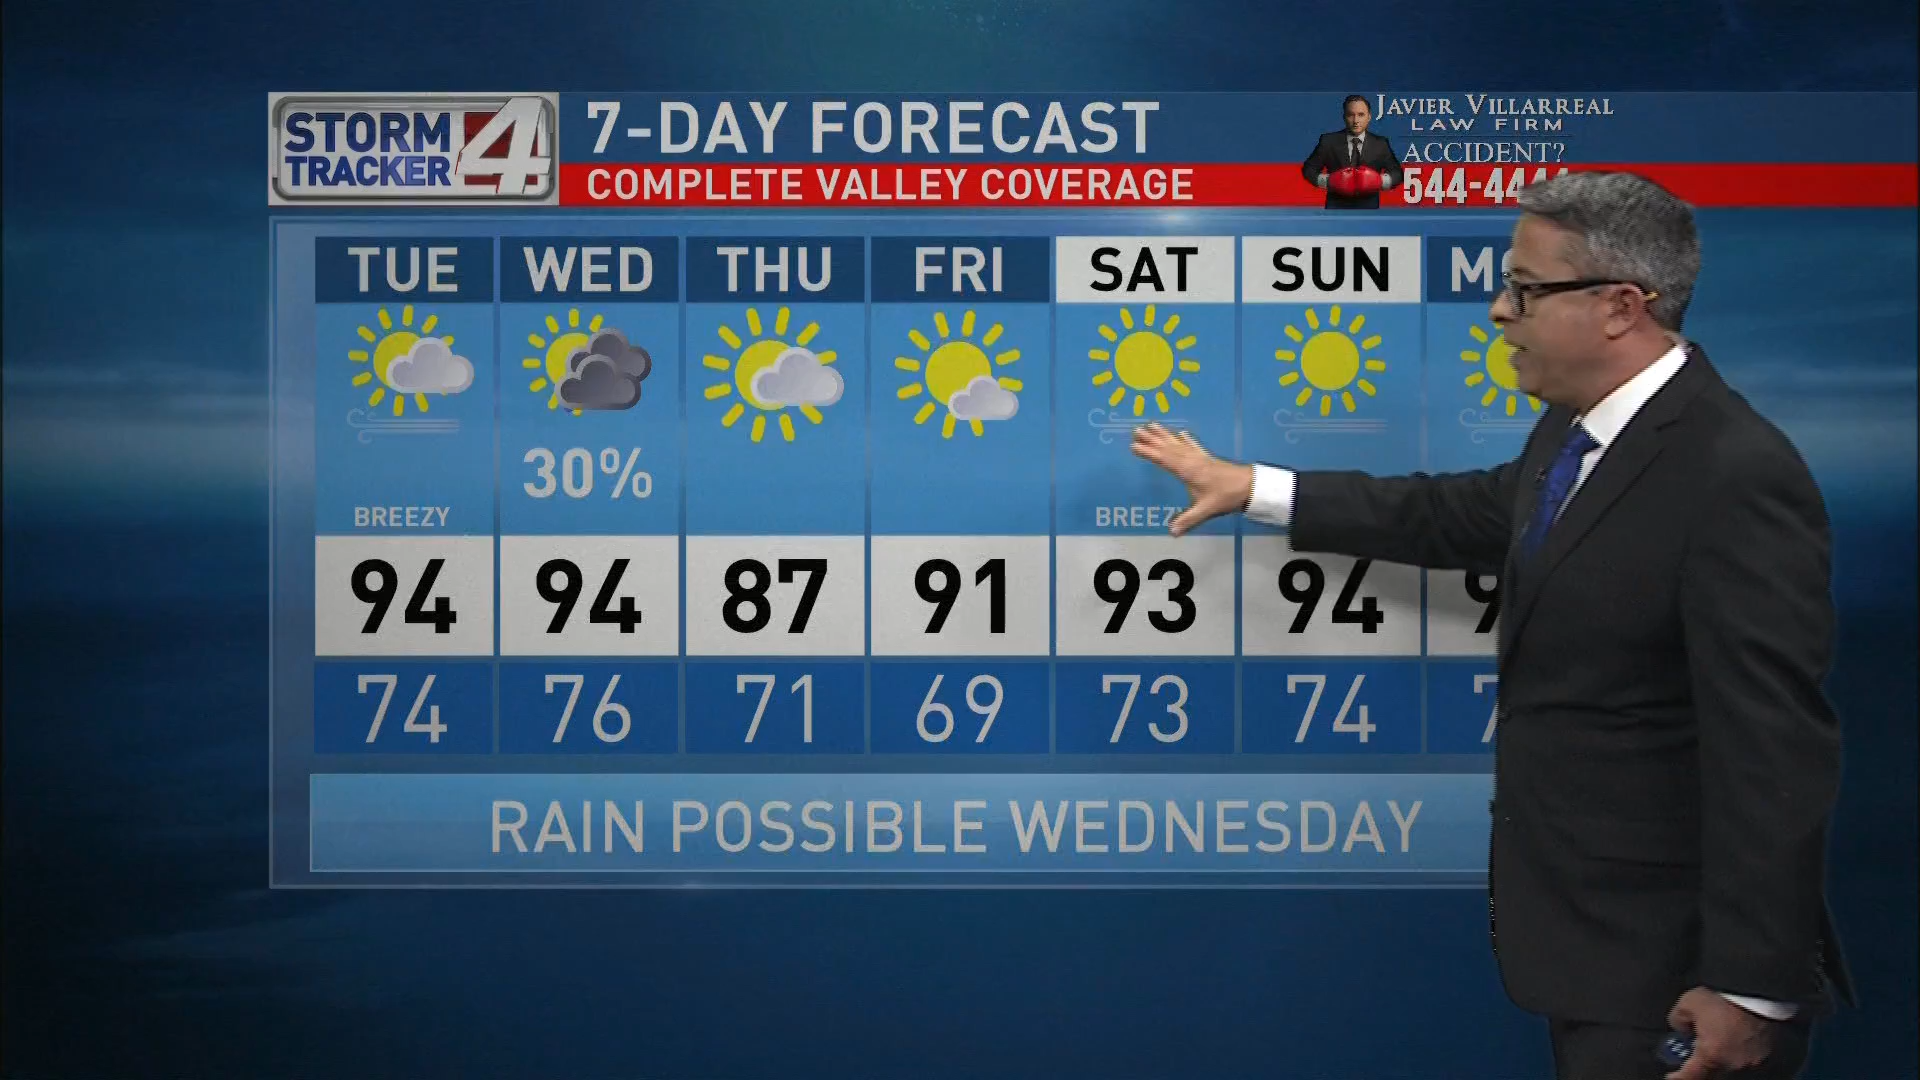 STORM
TRACKER 4
7-DAY FORECAST
COMPLETE VALLEY COVERAGE
JAVIER VILLARREAL
LAW FIRM
ACCIDENT?
TUE WED THU FRI SAT SUN
30%
BREEZY
94 94 87 91 93 94
74 76 71 69 73 74
RAIN POSSIBLE WEDNESDAY